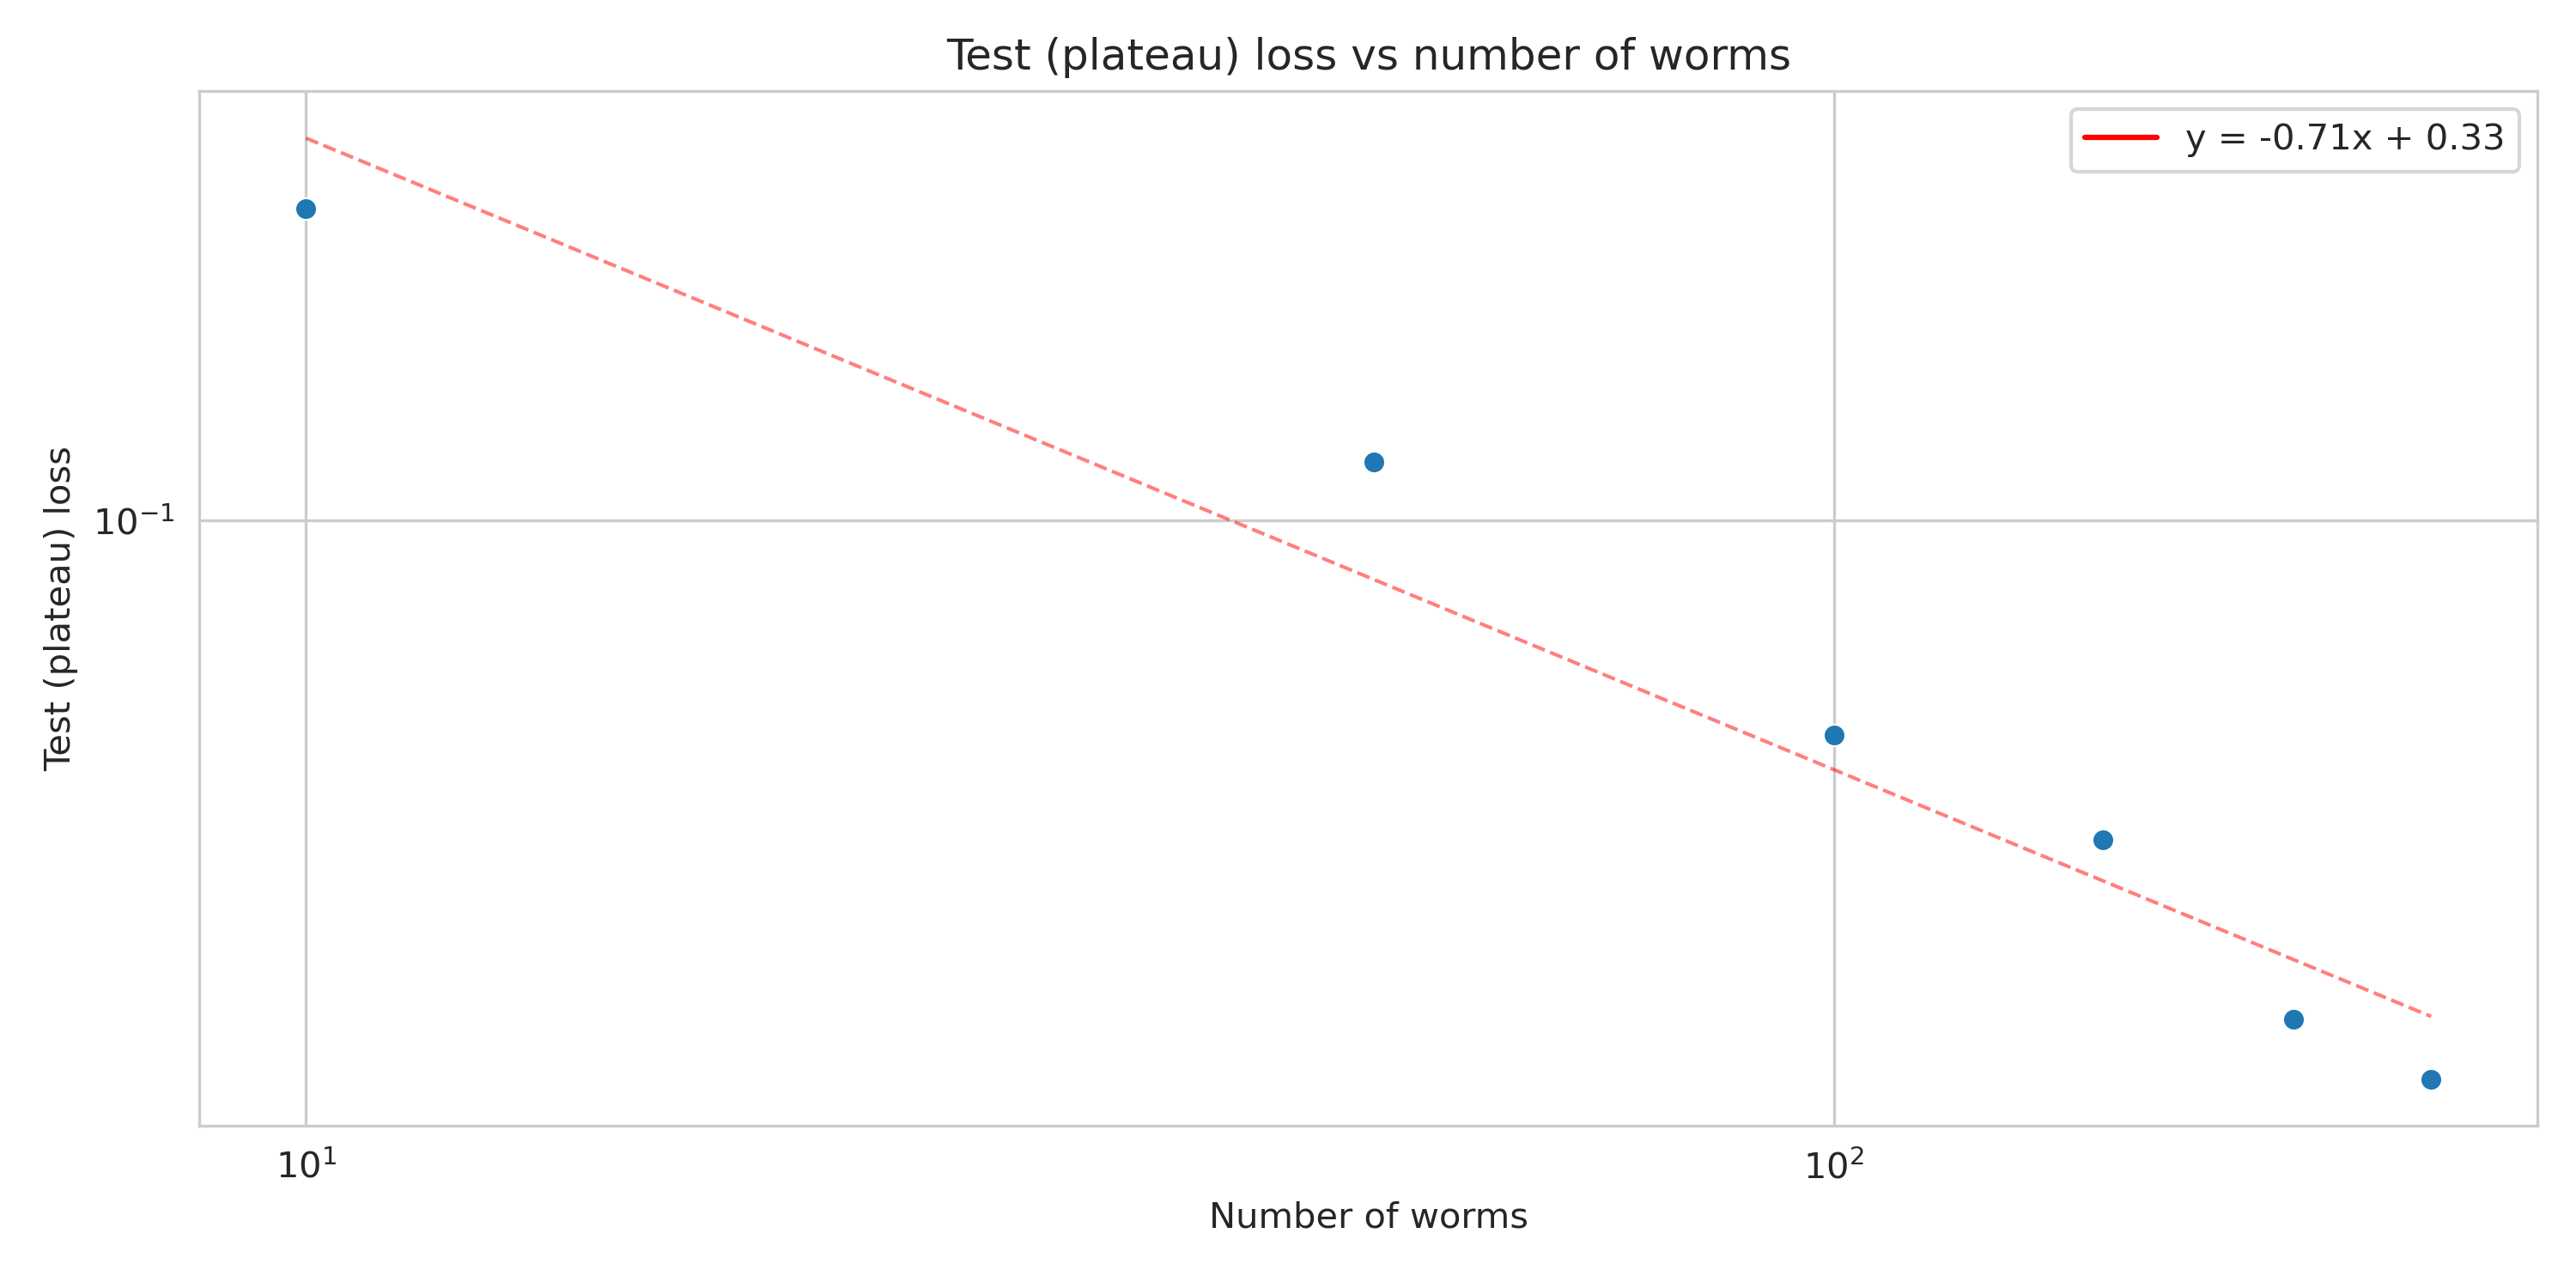 Test (plateau) loss vs number of worms
y = -0.71x + 0.33
Test (plateau) loss
10⁻¹
10¹
10²
Number of worms